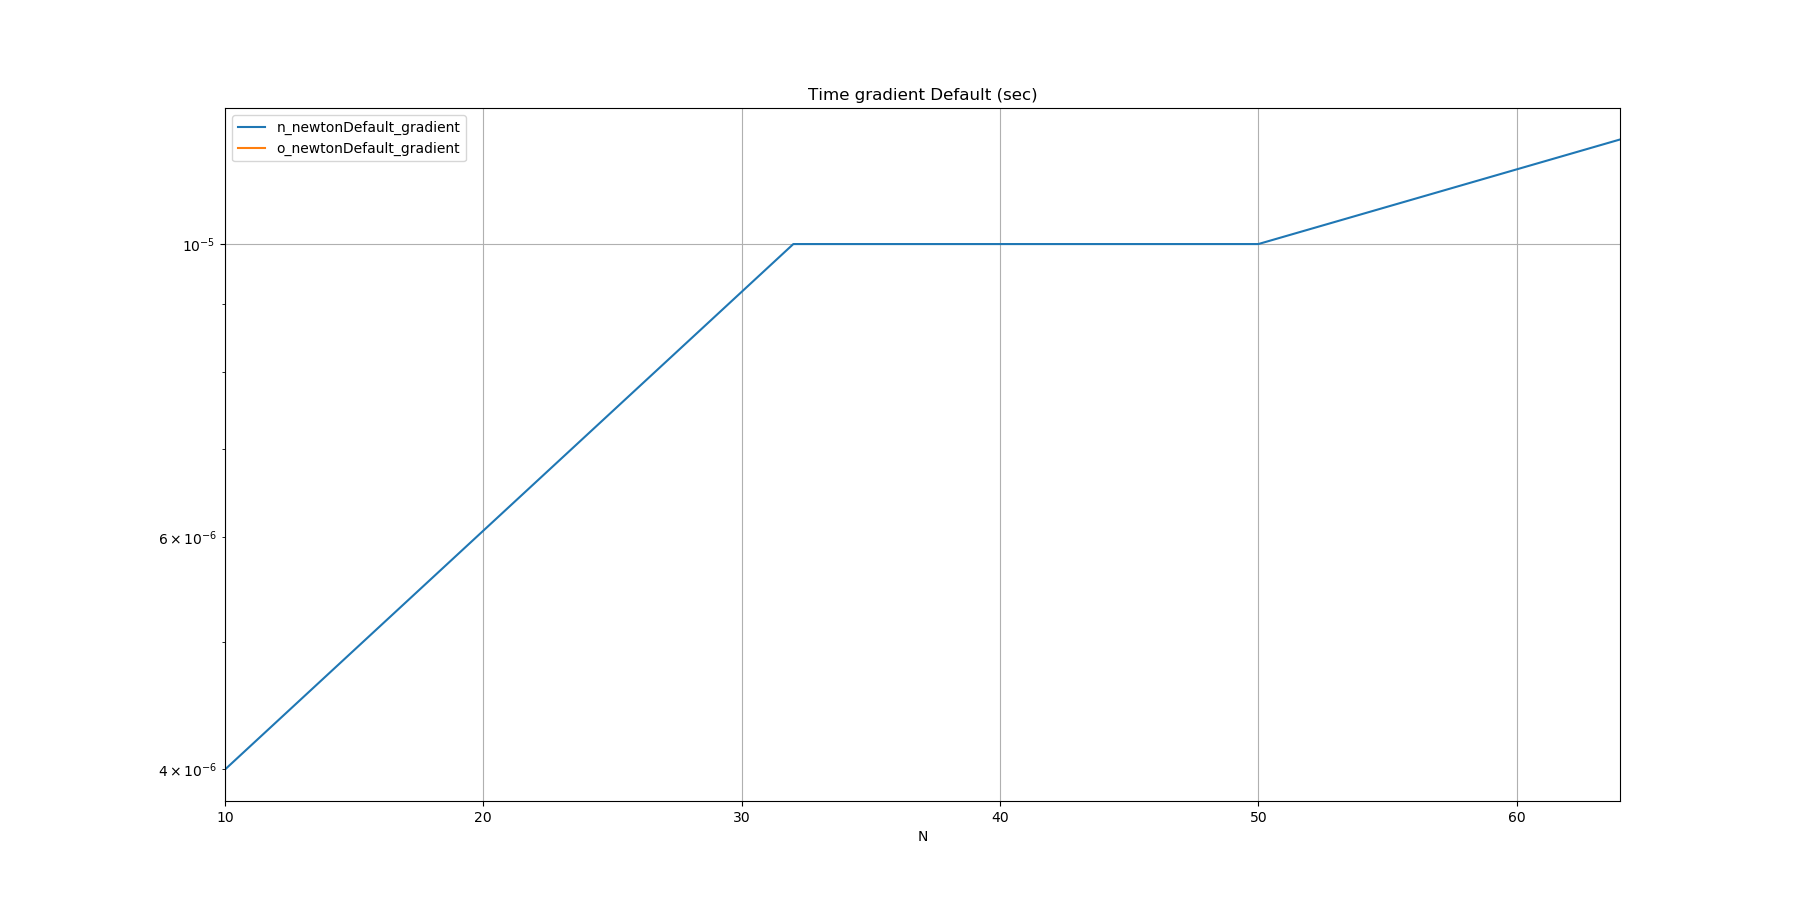 Time gradient Default (sec)
n_newtonDefault_gradient
o_newtonDefault_gradient
10⁻⁵
6 × 10⁻⁶
4 × 10⁻⁶
10 20 30 40 50 60
N